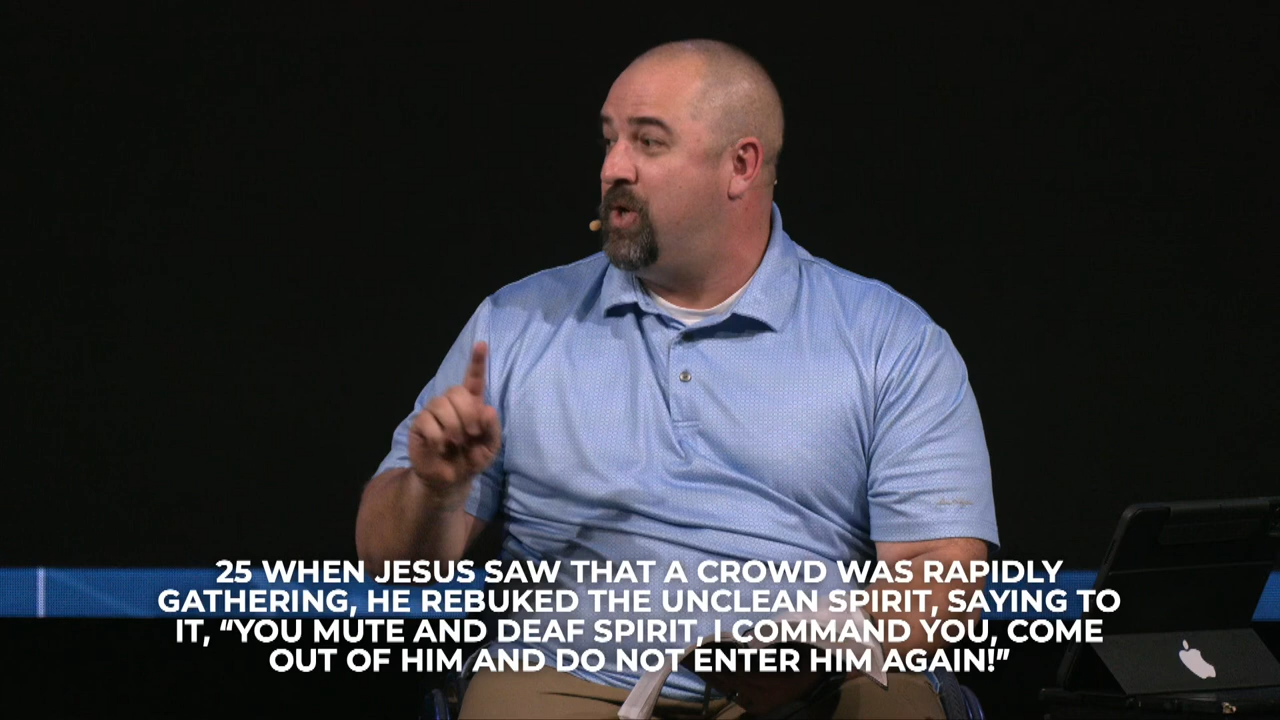 25 WHEN JESUS SAW THAT A CROWD WAS RAPIDLY
GATHERING, HE REBUKED THE UNCLEAN SPIRIT, SAYING TO
IT, “YOU MUTE AND DEAF SPIRIT, I COMMAND YOU, COME
OUT OF HIM AND DO NOT ENTER HIM AGAIN!”